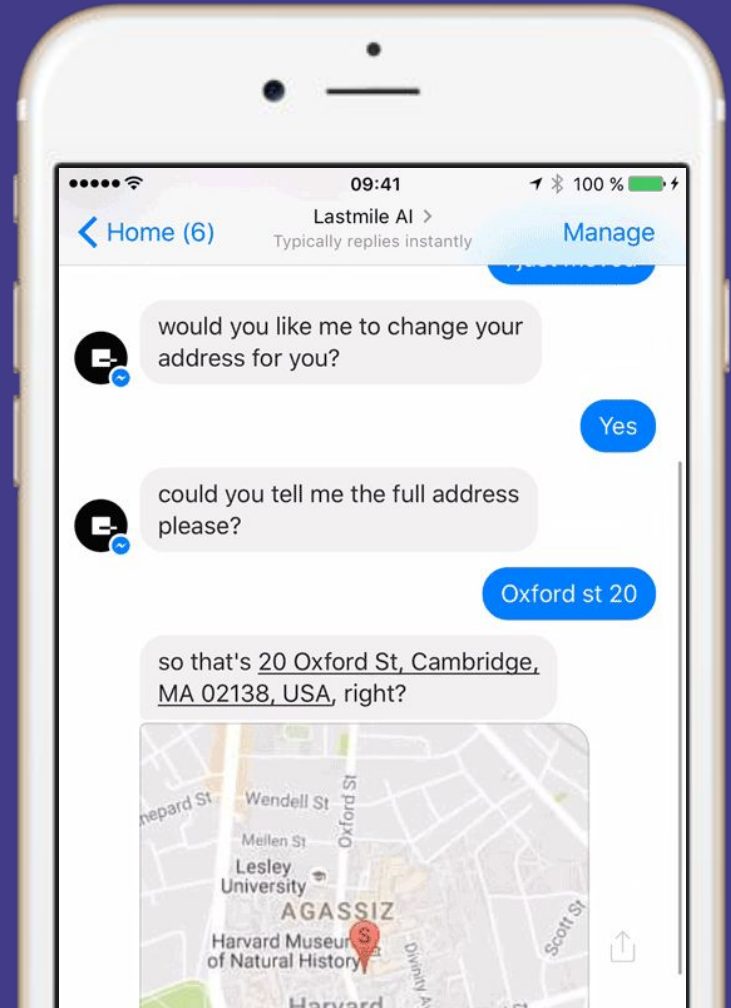 09:41
100 %
Home (6)
Lastmile AI >
Typically replies instantly
Manage
I just moved
would you like me to change your
address for you?
Yes
could you tell me the full address
please?
Oxford st 20
so that's 20 Oxford St, Cambridge,
MA 02138, USA, right?
Wendell St
Oxford St
Mellen St
Lesley
University
AGASSIZ
Scott St
S
Harvard Museum
of Natural History
Divinity
Harvard